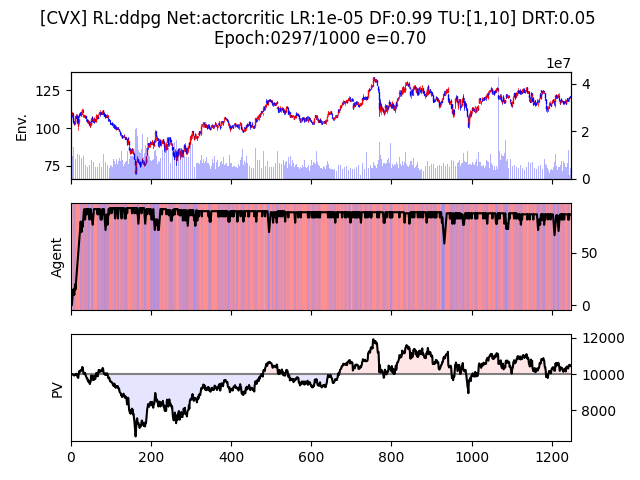 [CVX] RL:ddpg Net:actorcritic LR:1e-05 DF:0.99 TU:[1,10] DRT:0.05
Epoch:0297/1000 e=0.70
1e7
125
100
75
Env.
4
2
0
Agent
50
0
PV
12000
10000
8000
0 200 400 600 800 1000 1200